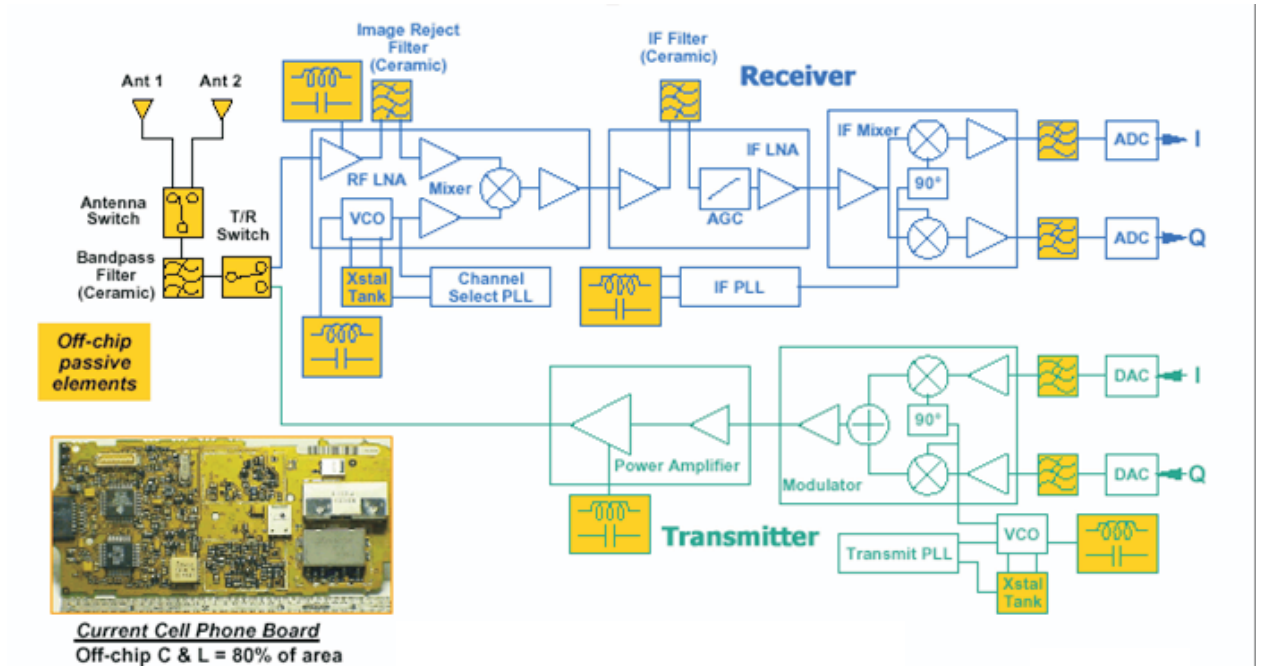 Image Reject
Filter
(Ceramic)
IF Filter
(Ceramic)
Receiver
Ant 1
Ant 2
IF Mixer
ADC
I
RF LNA
Mixer
IF LNA
AGC
90°
Antenna
Switch
T/R
Switch
VCO
ADC
Q
Bandpass
Filter
(Ceramic)
Xstal
Tank
Channel
Select PLL
IF PLL
Off-chip
passive
elements
DAC
I
90°
Power Amplifier
Modulator
DAC
Q
Transmitter
VCO
Transmit PLL
Xstal
Tank
Current Cell Phone Board
Off-chip C & L = 80% of area